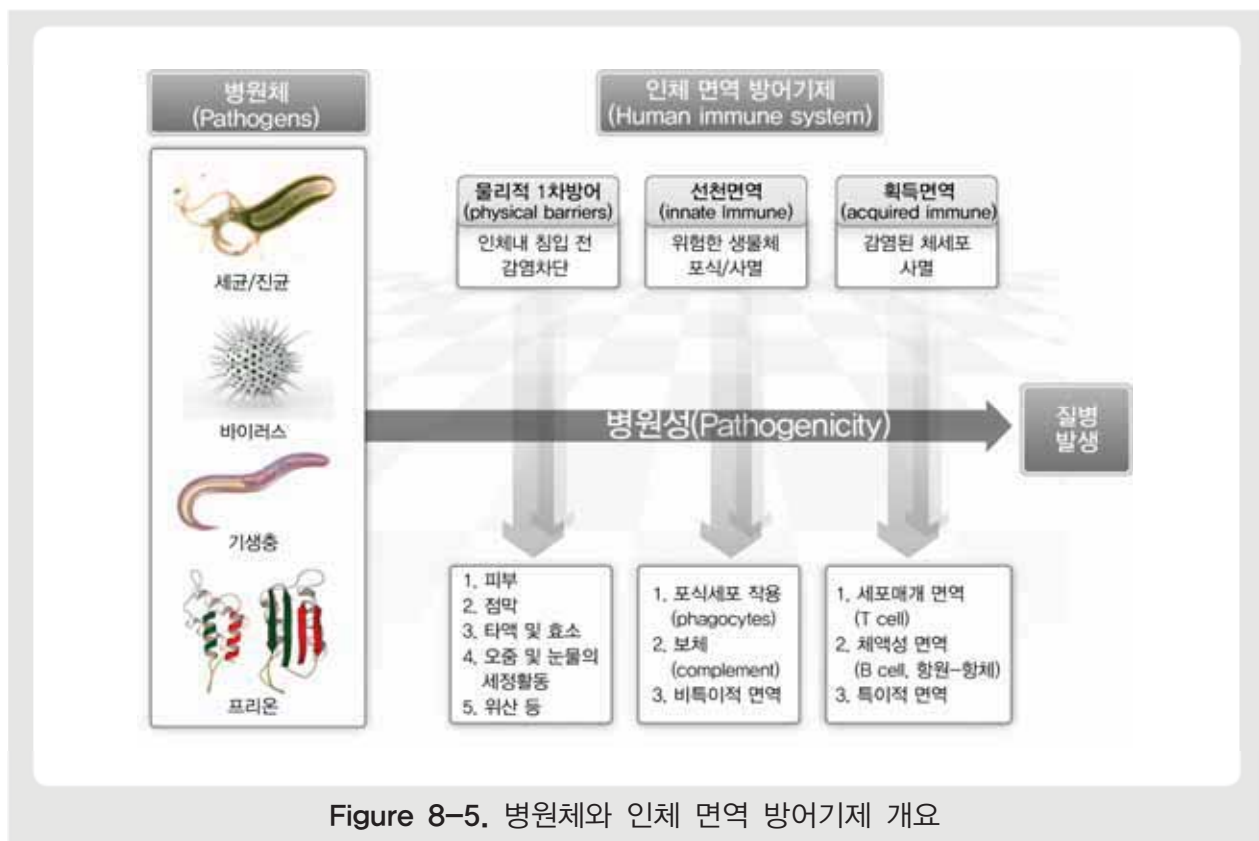 병원체
(Pathogens)
인체 면역 방어기제
(Human immune system)
세균/진균
바이러스
기생충
프리온
물리적 1차방어
(physical barriers)
인체내 침입 전
감염차단
선천면역
(innate immune)
위험한 생물체
포식/사멸
획득면역
(acquired immune)
감염된 체세포
사멸
병원성(Pathogenicity)
질병
발생
1. 피부
2. 점막
3. 타액 및 효소
4. 오줌 및 눈물의
세정활동
5. 위산 등
1. 포식세포 작용
(phagocytes)
2. 보체
(complement)
3. 비특이적 면역
1. 세포매개 면역
(T cell)
2. 체액성 면역
(B cell, 항원-항체)
3. 특이적 면역
Figure 8-5. 병원체와 인체 면역 방어기제 개요